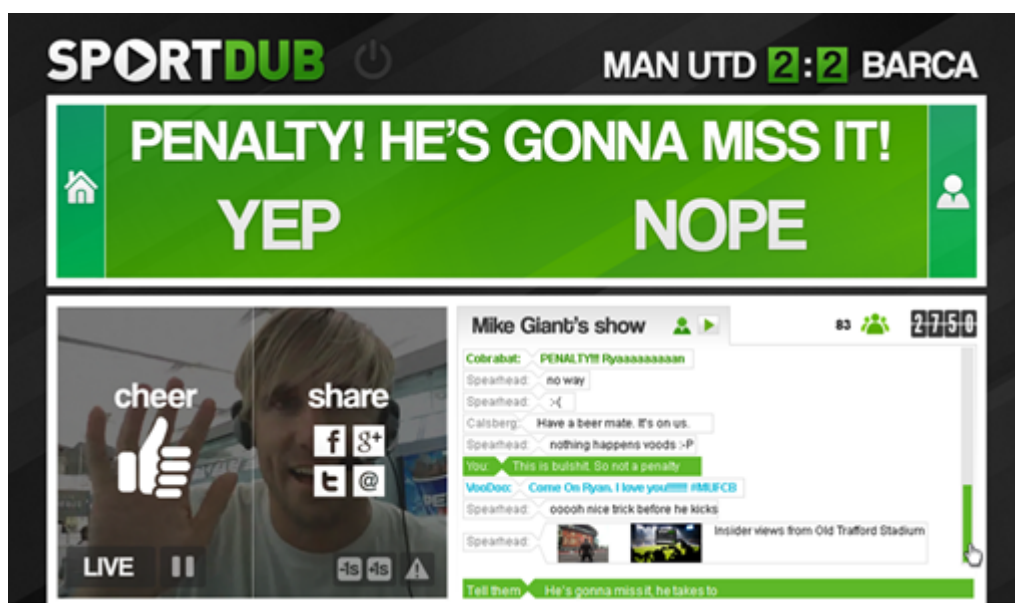 SPORTDUB
MAN UTD 2:2 BARCA
PENALTY! HE'S GONNA MISS IT!
YEP NOPE
cheer share
f g+
t @
LIVE -1s +1s
Mike Giant's show 83 2750
Cobrabat: PENALTY!!! Ryaaaaaaaaan
Spearhead: no way
Spearhead: :-(
Calsberg: Have a beer mate. It's on us.
Spearhead: nothing happens voods :-P
You: This is bulshit. So not a penalty
VooDoo: Come On Ryan. I love you!!!!!!! #MUFCB
Spearhead: ooooh nice trick before he kicks
Spearhead: Insider views from Old Trafford Stadium
Tell them He's gonna miss it, he takes to